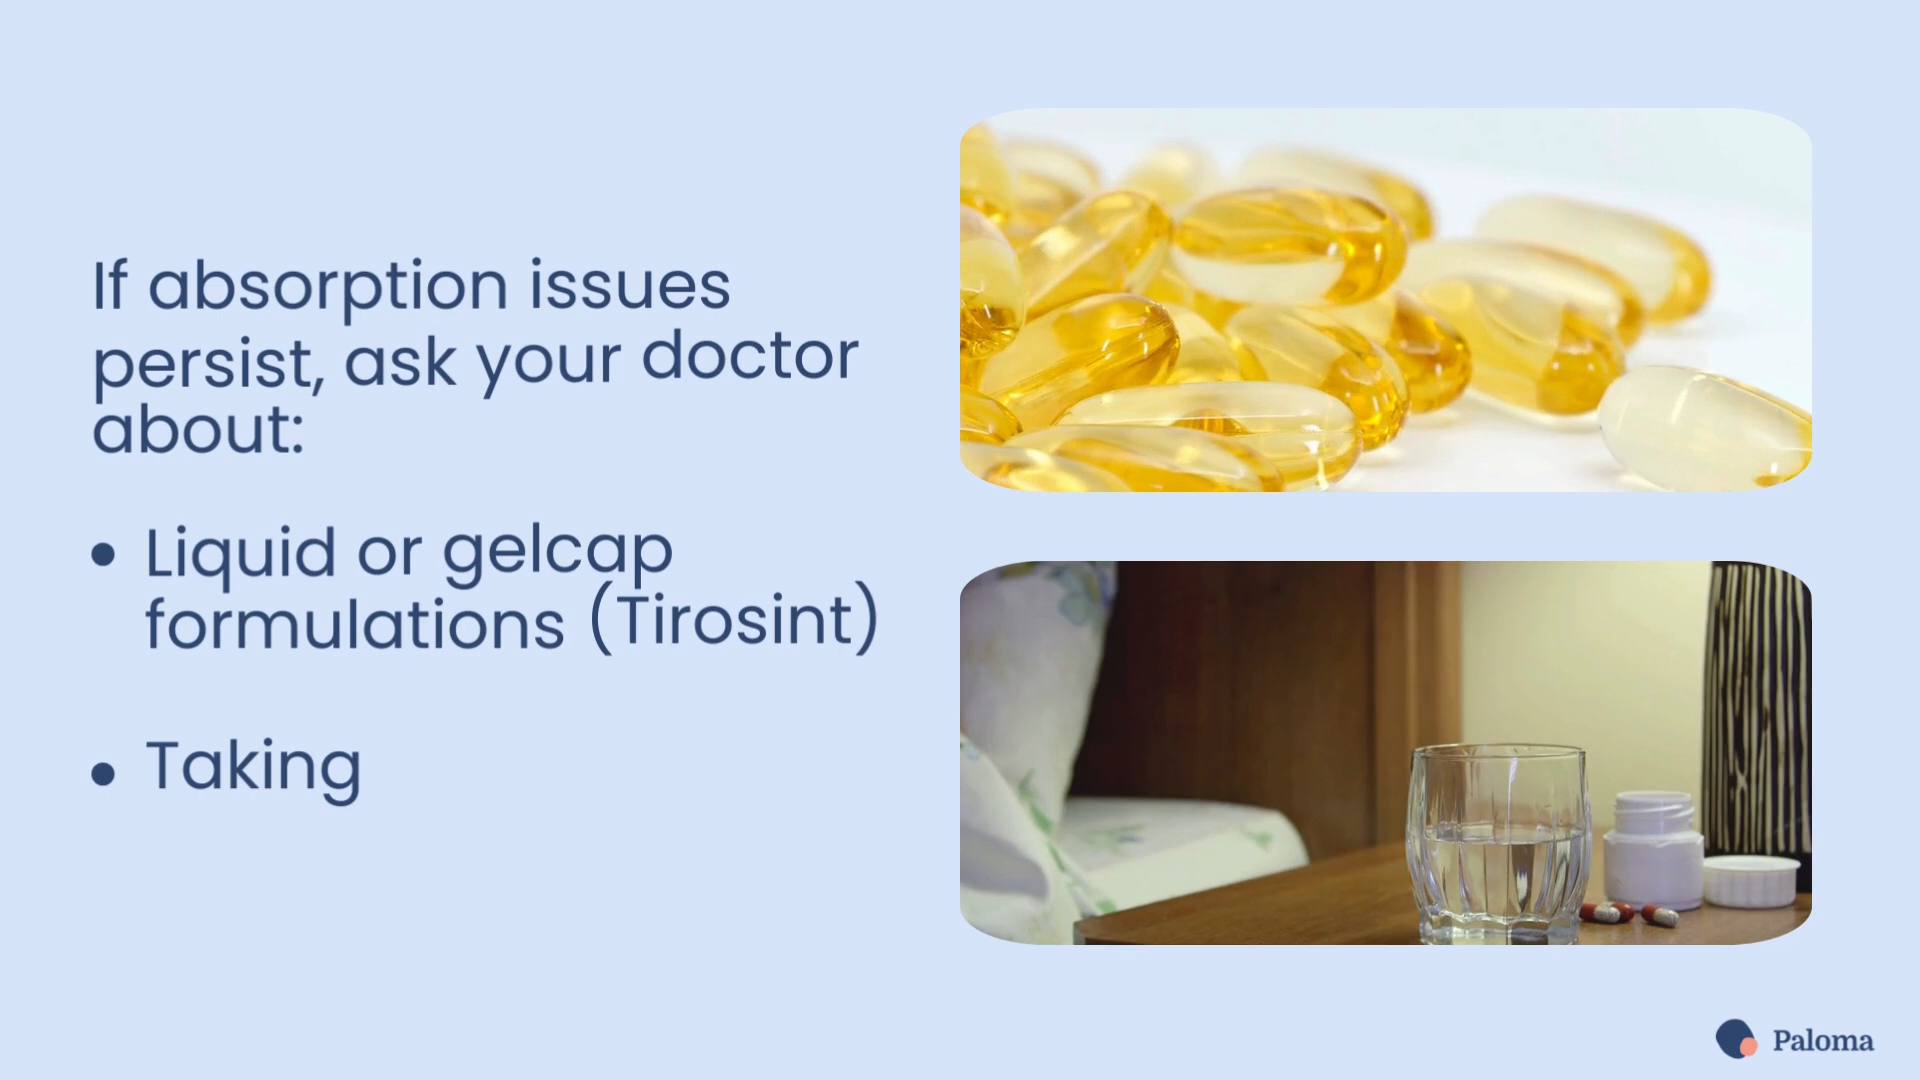 If absorption issues
persist, ask your doctor
about:
• Liquid or gelcap
formulations (Tirosint)
• Taking
Paloma